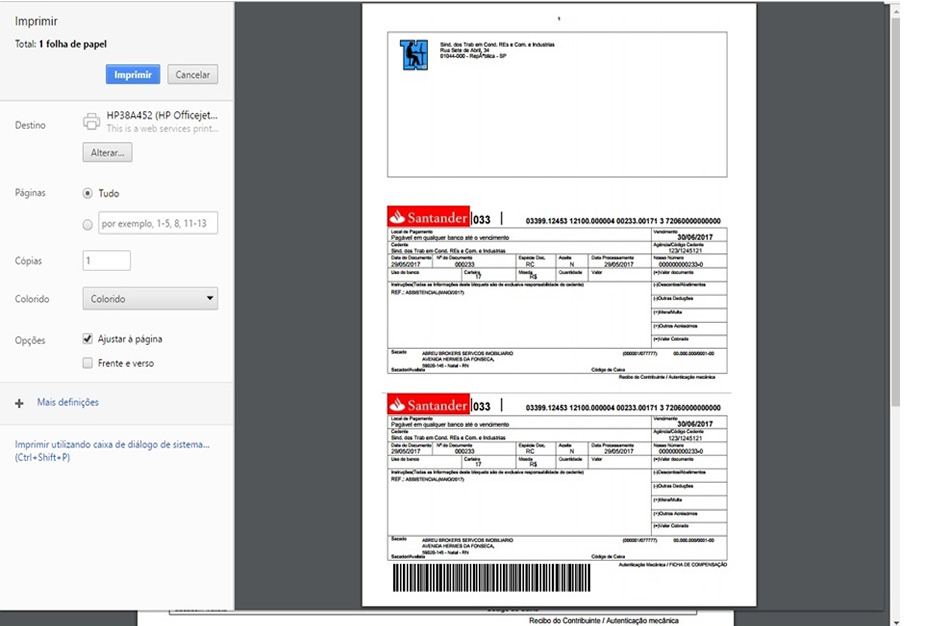 Imprimir
Total: 1 folha de papel
Imprimir
Cancelar
Destino
HP38A452 (HP Officejet...
This is a web services print...
Alterar...
Páginas
Tudo
por exemplo, 1-5, 8, 11-13
Cópias
1
Colorido
Colorido
Opções
Ajustar à página
Frente e verso
Mais definições
Imprimir utilizando caixa de diálogo de sistema...
(Ctrl+Shift+P)
Sind. dos Trab em Cond. REs e Com. e Industrias
Rua Sete de Abril, 34
01044-000 - RepÃºblica - SP
Santander 033 03399.12453 12100.000004 00233.00171 3 72060000000000
Local de Pagamento
Pagável em qualquer banco até o vencimento
Vencimento
30/06/2017
Cedente
Sind. dos Trab em Cond. REs e Com. e Industrias
Agência/Código Cedente
123/1245121
Data do Documento Nº do Documento Espécie Doc. Aceite Data Processamento Nosso Número
29/05/2017 000233 RC N 29/05/2017 000000000233-0
Uso do banco Carteira Moeda Quantidade Valor (=)Valor documento
17 R$
Instruções(Todas as Informações deste bloqueto são de exclusiva responsabilidade do cedente)
REF.: ASSISTENCIAL(MAIO/2017)
(-)Descontos/Abatimentos
(-)Outras Deduções
(+)Mora/Multa
(+)Outros Acréscimos
(=)Valor Cobrado
Sacado ABREU BROKERS SERVICOS IMOBILIARIO (000001/077777) 00.000.000/0001-00
AVENIDA HERMES DA FONSECA,
59020-145 - Natal - RN
Sacador/Avalista Código de Caixa
Recibo do Contribuinte / Autenticação mecânica
Santander 033 03399.12453 12100.000004 00233.00171 3 72060000000000
Local de Pagamento
Pagável em qualquer banco até o vencimento
Vencimento
30/06/2017
Cedente
Sind. dos Trab em Cond. REs e Com. e Industrias
Agência/Código Cedente
123/1245121
Data do Documento Nº do Documento Espécie Doc. Aceite Data Processamento Nosso Número
29/05/2017 000233 RC N 29/05/2017 000000000233-0
Uso do banco Carteira Moeda Quantidade Valor (=)Valor documento
17 R$
Instruções(Todas as Informações deste bloqueto são de exclusiva responsabilidade do cedente)
REF.: ASSISTENCIAL(MAIO/2017)
(-)Descontos/Abatimentos
(-)Outras Deduções
(+)Mora/Multa
(+)Outros Acréscimos
(=)Valor Cobrado
Sacado ABREU BROKERS SERVICOS IMOBILIARIO (000001/077777) 00.000.000/0001-00
AVENIDA HERMES DA FONSECA,
59020-145 - Natal - RN
Sacador/Avalista Código de Caixa
Autenticação Mecânica / FICHA DE COMPENSAÇÃO
Recibo do Contribuinte / Autenticação mecânica